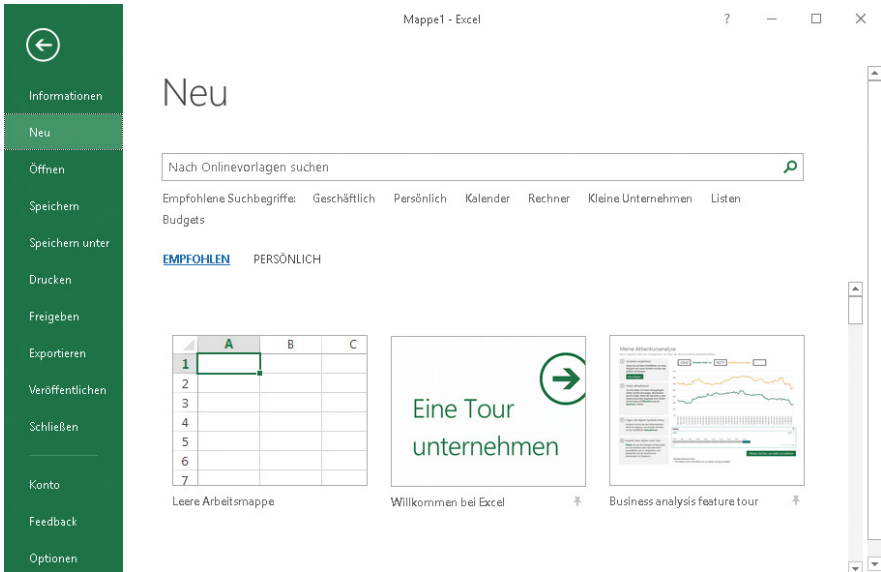 Mappe1 - Excel
?
Informationen
Neu
Öffnen
Speichern
Speichern unter
Drucken
Freigeben
Exportieren
Veröffentlichen
Schließen
Konto
Feedback
Optionen
Neu
Nach Onlinevorlagen suchen
Empfohlene Suchbegriffe: Geschäftlich Persönlich Kalender Rechner Kleine Unternehmen Listen
Budgets
EMPFOHLEN PERSÖNLICH
A B C
1
2
3
4
5
6
7
Leere Arbeitsmappe
Eine Tour
unternehmen
Willkommen bei Excel
Meine Aktienkursanalyse
Business analysis feature tour